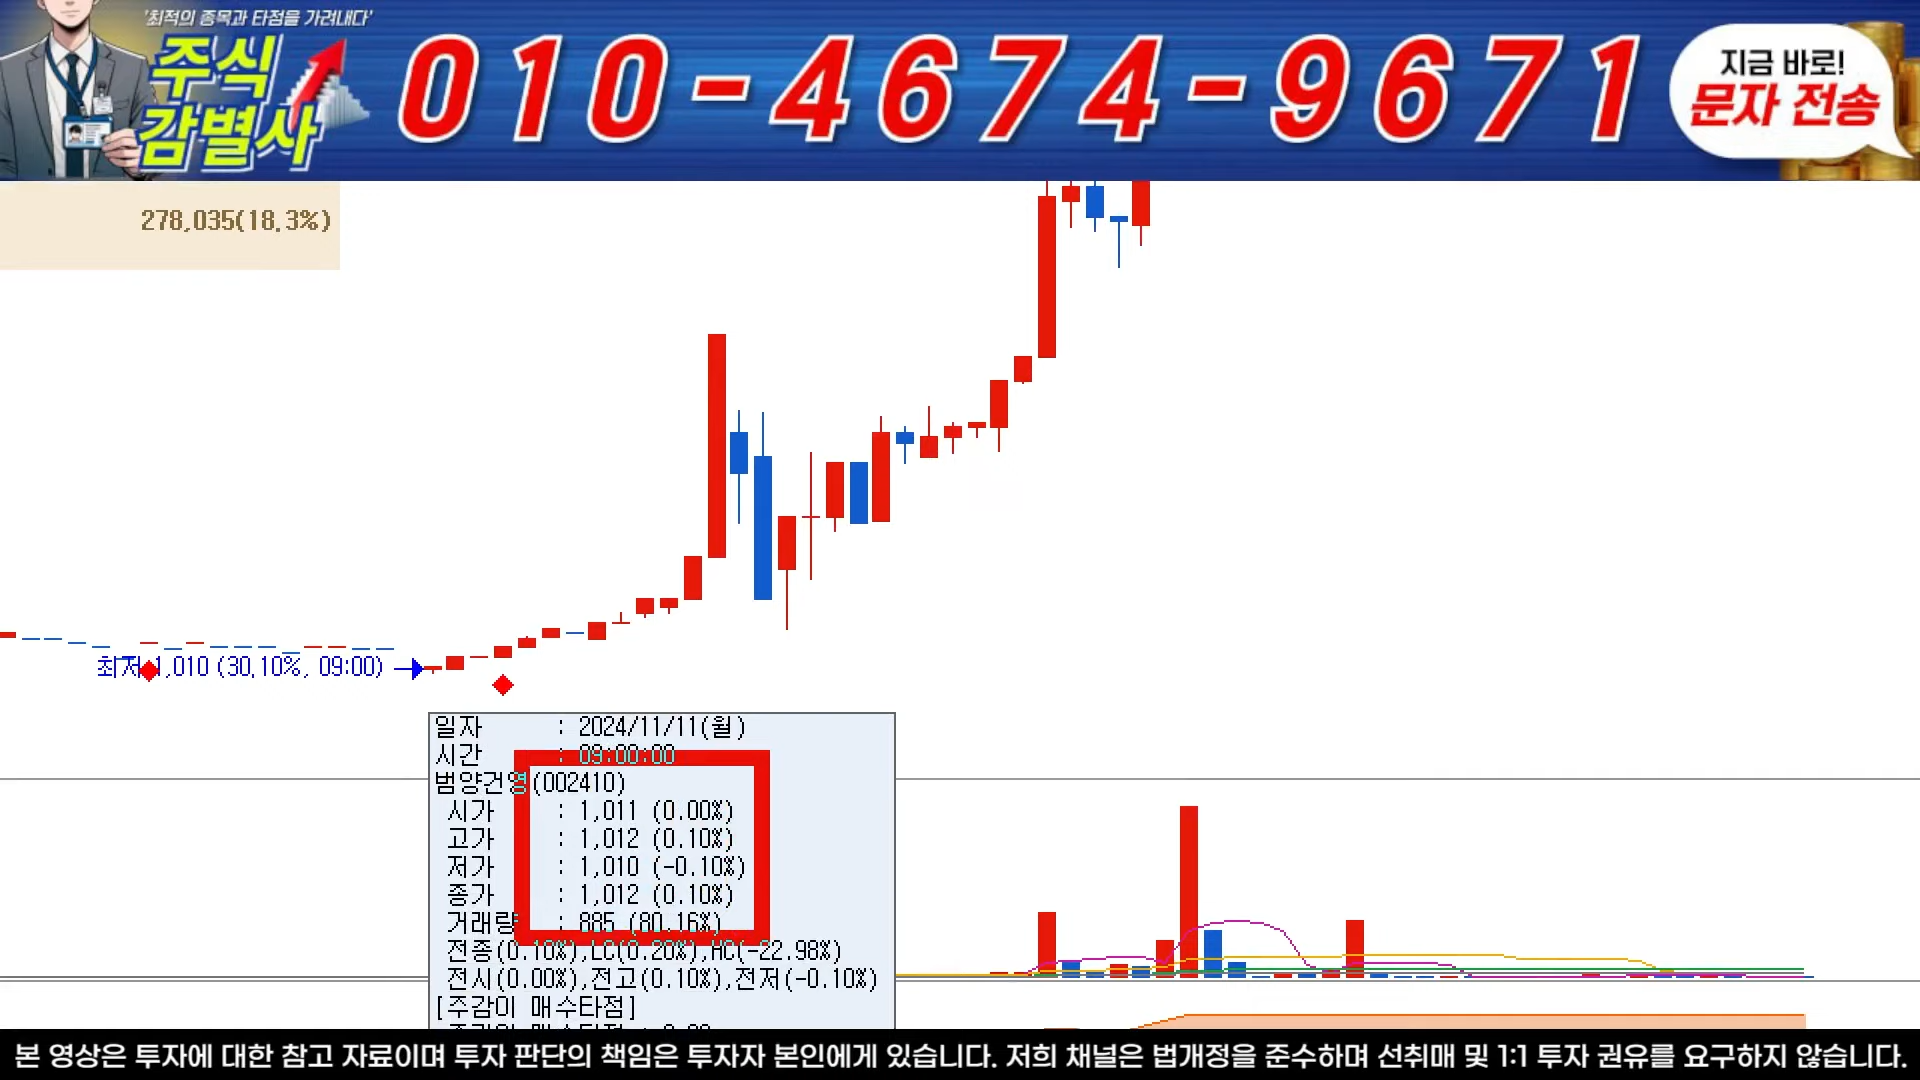 '최적의 종목과 타점을 가려내다'
주식
감별사
010-4674-9671
지금 바로!
문자 전송
278,035(18.3%)
최저 1,010 (30.10%, 09:00)
일자 : 2024/11/11(월)
시간 : 09:00:00
범양건영(002410)
시가 : 1,011 (0.00%)
고가 : 1,012 (0.10%)
저가 : 1,010 (-0.10%)
종가 : 1,012 (0.10%)
거래량 : 885 (80.16%)
전종(0.10%),LC(0.20%),HC(-22.98%)
전시(0.00%),전고(0.10%),전저(-0.10%)
[주감이 매수타점]
본 영상은 투자에 대한 참고 자료이며 투자 판단의 책임은 투자자 본인에게 있습니다. 저희 채널은 법개정을 준수하며 선취매 및 1:1 투자 권유를 요구하지 않습니다.